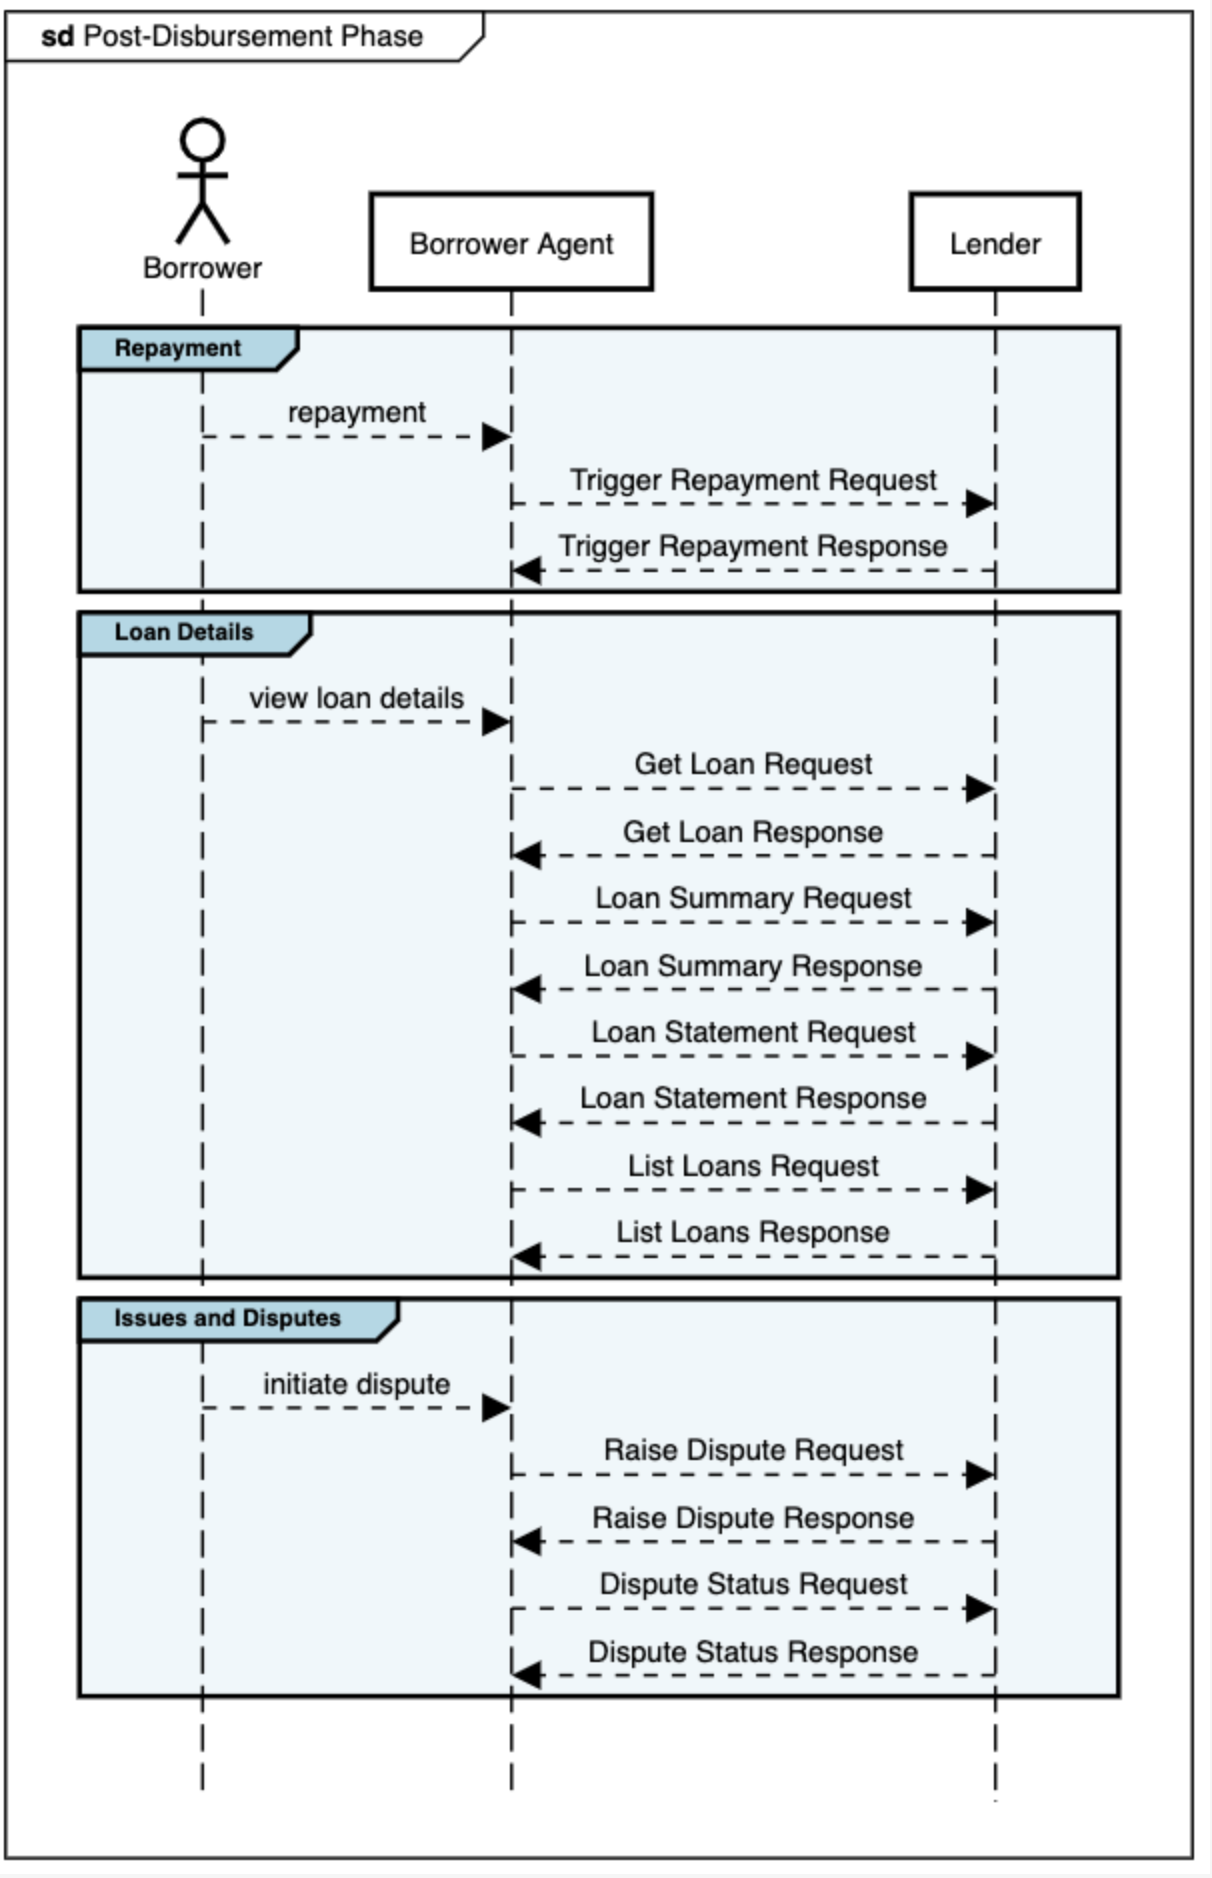 sd Post-Disbursement Phase
Borrower
Borrower Agent
Lender
Repayment
repayment
Trigger Repayment Request
Trigger Repayment Response
Loan Details
view loan details
Get Loan Request
Get Loan Response
Loan Summary Request
Loan Summary Response
Loan Statement Request
Loan Statement Response
List Loans Request
List Loans Response
Issues and Disputes
initiate dispute
Raise Dispute Request
Raise Dispute Response
Dispute Status Request
Dispute Status Response